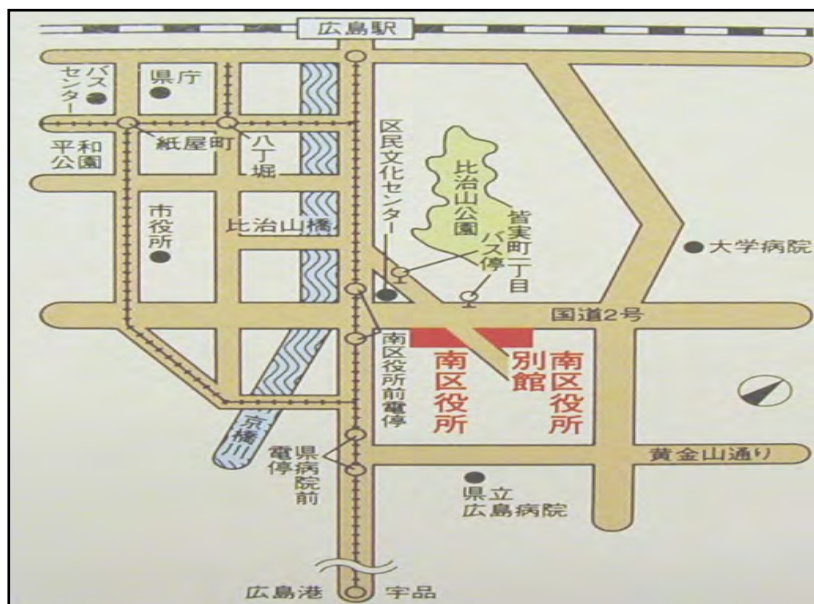 広島駅
バス
センター
県庁
紙屋町
八丁堀
平和
公園
市役所
比治山橋
区民文化センター
比治山公園
皆実町二丁目
バス停
大学病院
国道2号
南区役所前電停
南区役所
南区役所
別館
京橋川
県病院前
電停
黄金山通り
県立
広島病院
広島港
宇品